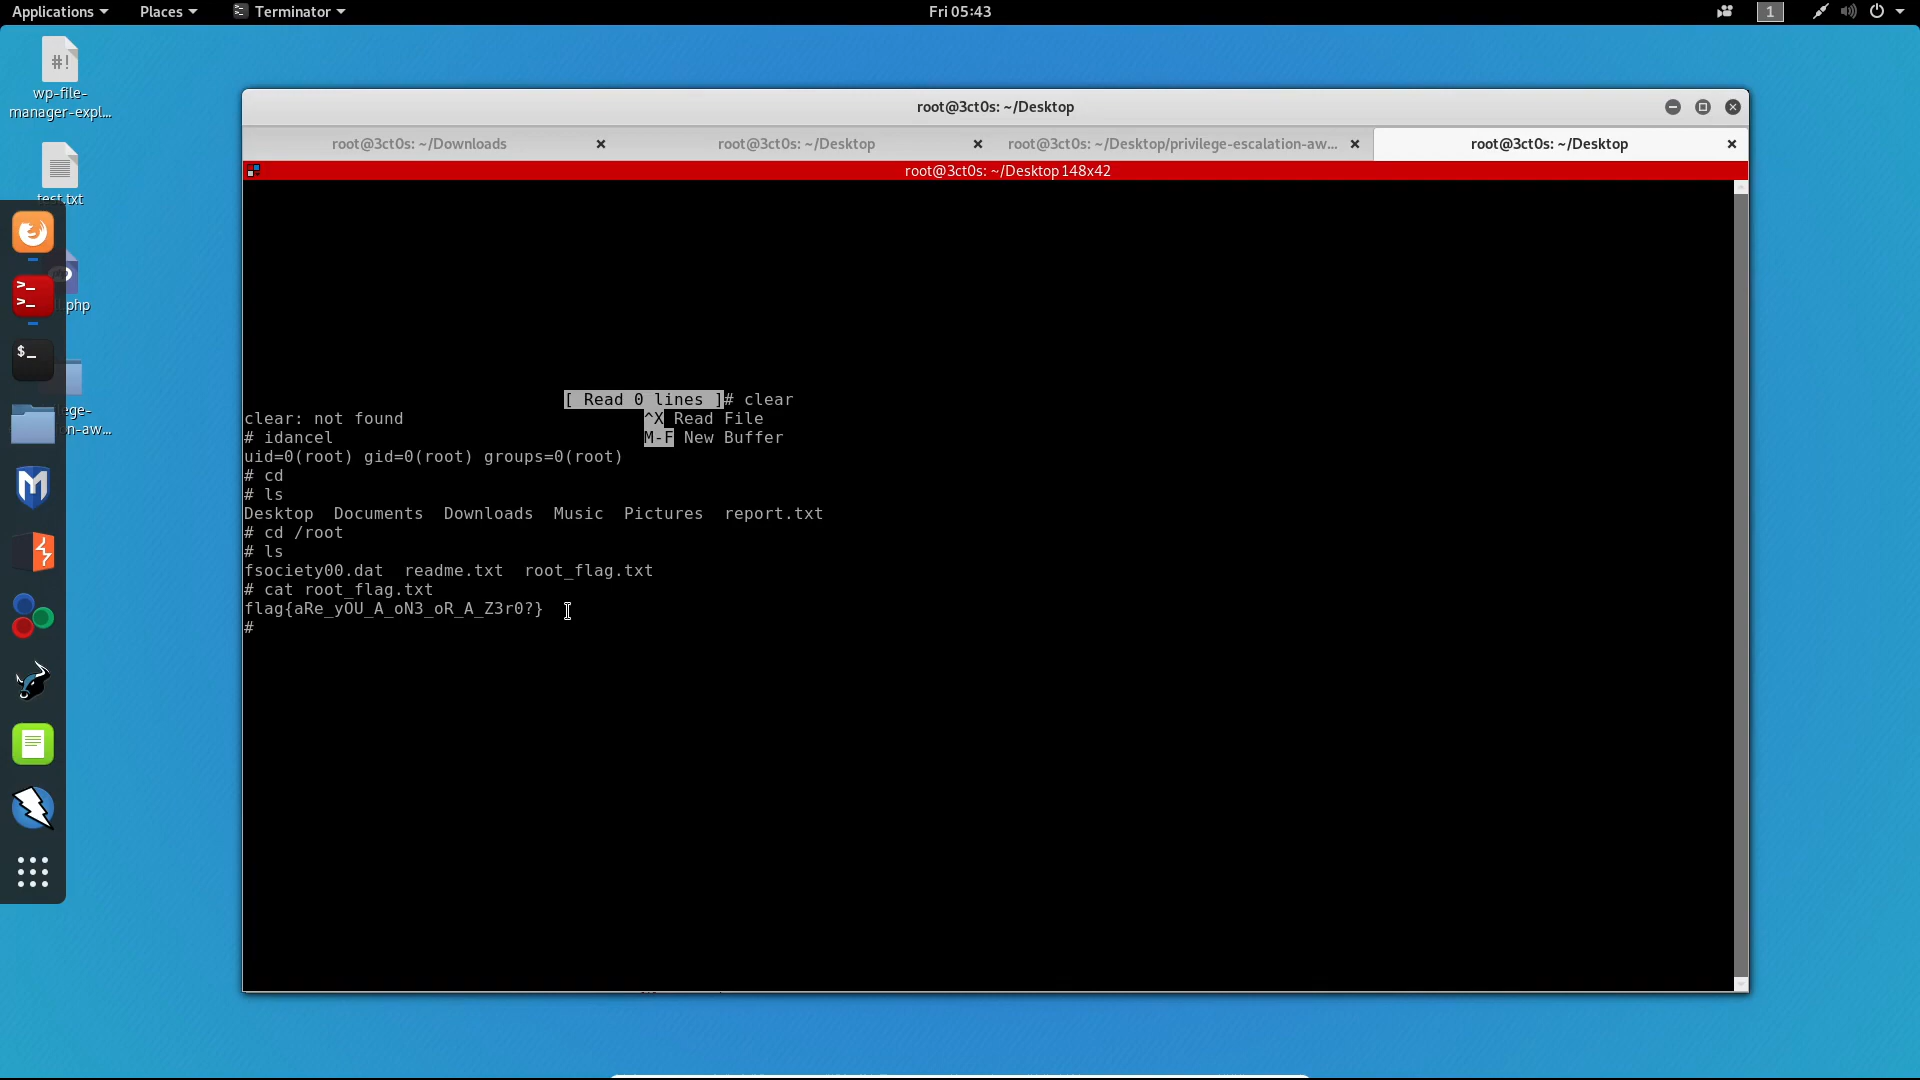 Applications Places Terminator Fri 05:43 1
#!
wp-file-
manager-expl...
test.txt
.php
ege-
on-aw...
root@3ct0s: ~/Desktop
root@3ct0s: ~/Downloads root@3ct0s: ~/Desktop root@3ct0s: ~/Desktop/privilege-escalation-aw... root@3ct0s: ~/Desktop
root@3ct0s: ~/Desktop 148x42
[ Read 0 lines ]# clear
clear: not found ^X Read File
# idancel M-F New Buffer
uid=0(root) gid=0(root) groups=0(root)
# cd
# ls
Desktop Documents Downloads Music Pictures report.txt
# cd /root
# ls
fsociety00.dat readme.txt root_flag.txt
# cat root_flag.txt
flag{aRe_yOU_A_oN3_oR_A_Z3r0?}
#